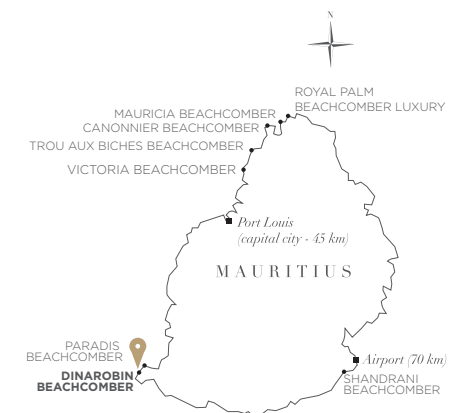 N
ROYAL PALM
BEACHCOMBER LUXURY
MAURICIA BEACHCOMBER
CANONNIER BEACHCOMBER
TROU AUX BICHES BEACHCOMBER
VICTORIA BEACHCOMBER
Port Louis
(capital city - 45 km)
MAURITIUS
PARADIS
BEACHCOMBER
DINAROBIN
BEACHCOMBER
Airport (70 km)
SHANDRANI
BEACHCOMBER